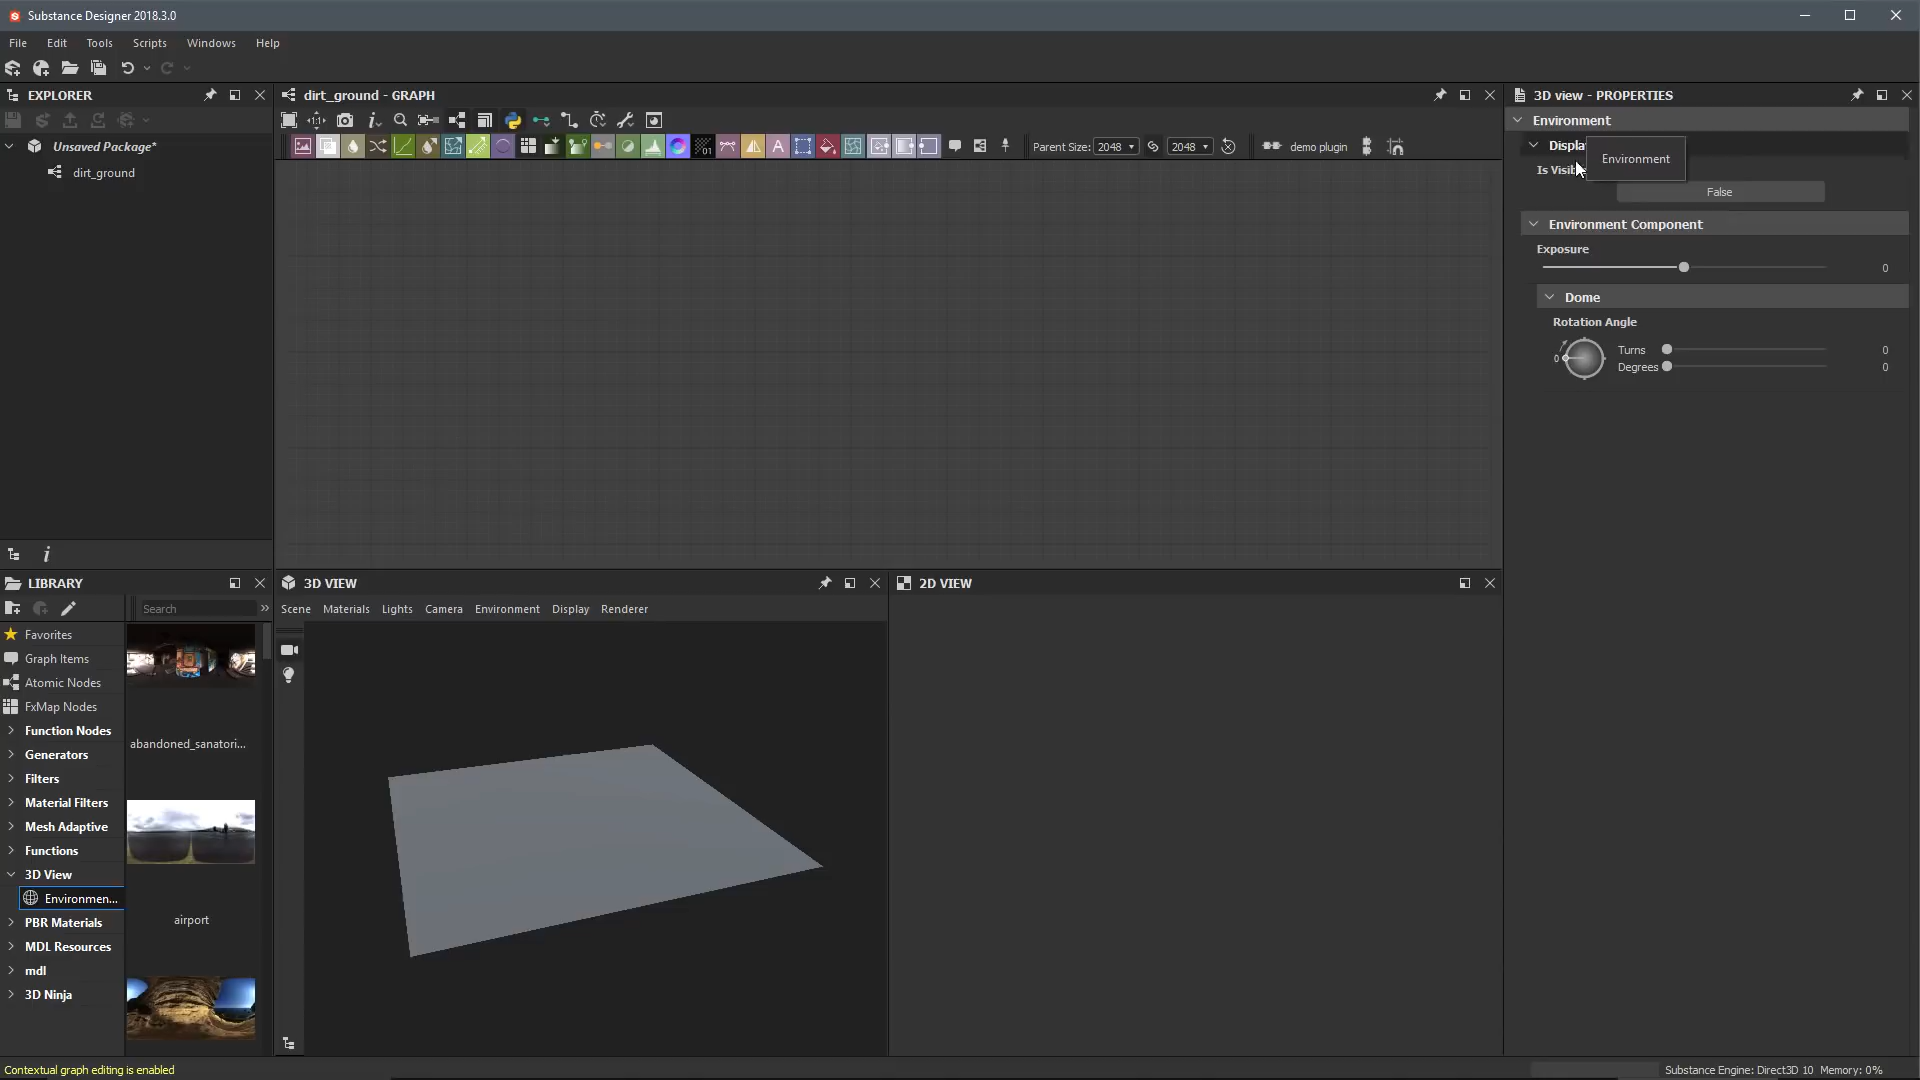 Substance Designer 2018.3.0
File Edit Tools Scripts Windows Help
EXPLORER
Unsaved Package*
dirt_ground
dirt_ground - GRAPH
Parent Size: 2048 2048 demo plugin
3D view - PROPERTIES
Environment
Environment
False
Environment Component
Exposure
0
Dome
Rotation Angle
0
Turns 0
Degrees 0
LIBRARY
Search
Favorites
Graph Items
Atomic Nodes
FxMap Nodes
Function Nodes
Generators
Filters
Material Filters
Mesh Adaptive
Functions
3D View
Environmen...
PBR Materials
MDL Resources
mdl
3D Ninja
abandoned_sanatori...
airport
3D VIEW
Scene Materials Lights Camera Environment Display Renderer
2D VIEW
Contextual graph editing is enabled
Substance Engine: Direct3D 10 Memory: 0%